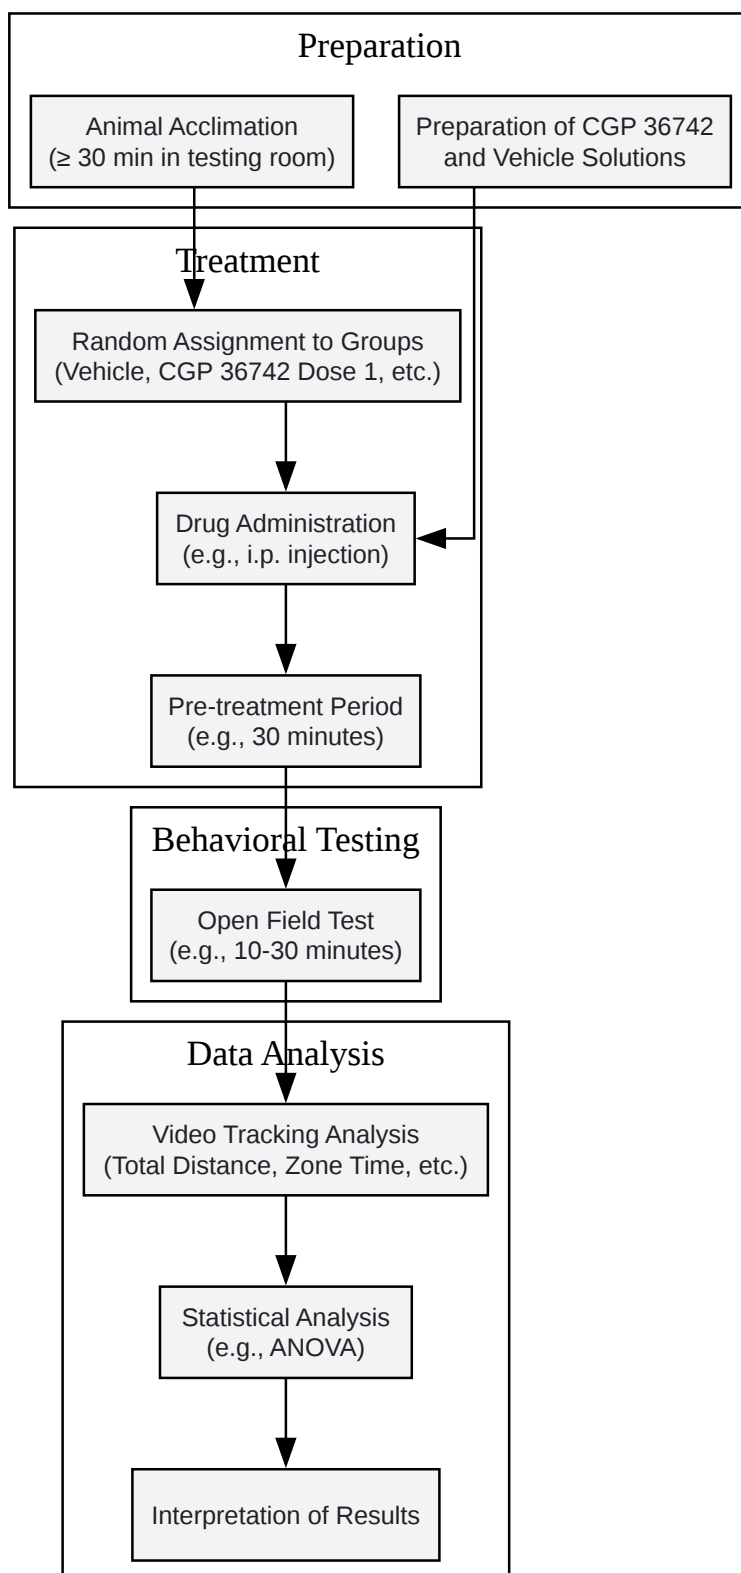 Preparation
Animal Acclimation
(≥ 30 min in testing room)
Preparation of CGP 36742
and Vehicle Solutions
Treatment
Random Assignment to Groups
(Vehicle, CGP 36742 Dose 1, etc.)
Drug Administration
(e.g., i.p. injection)
Pre-treatment Period
(e.g., 30 minutes)
Behavioral Testing
Open Field Test
(e.g., 10-30 minutes)
Data Analysis
Video Tracking Analysis
(Total Distance, Zone Time, etc.)
Statistical Analysis
(e.g., ANOVA)
Interpretation of Results